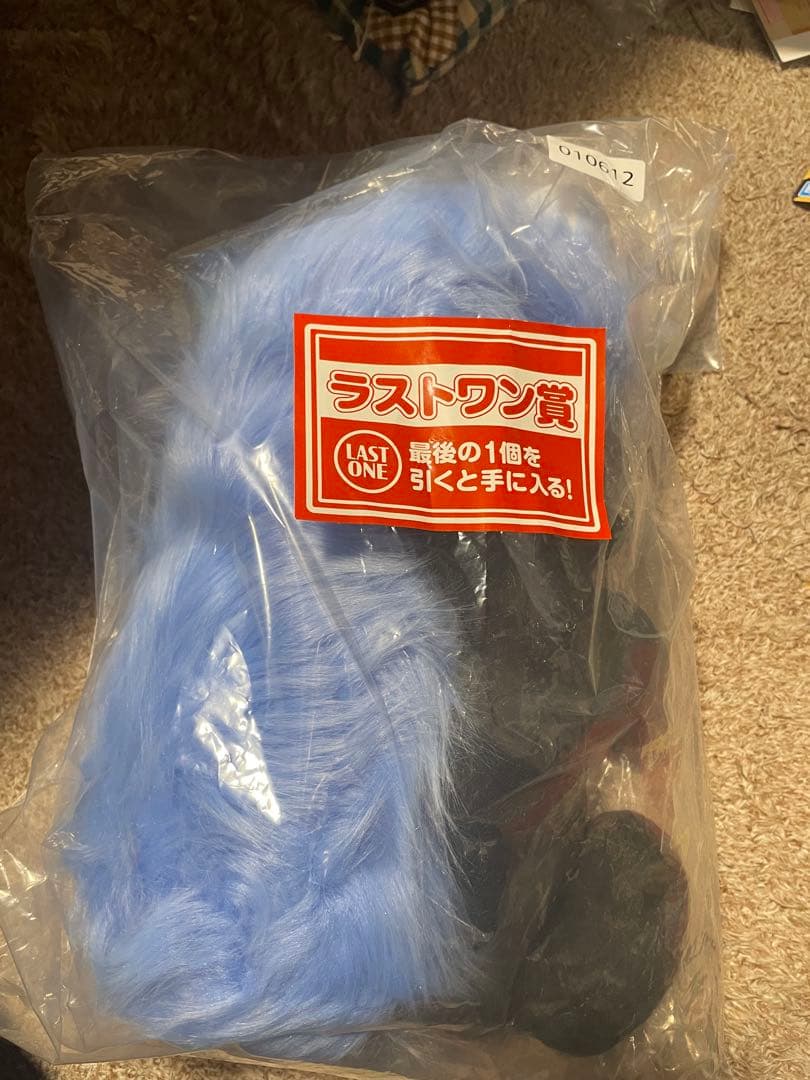 010612
ラストワン賞
LAST
ONE
最後の1個を
引くと手に入る!